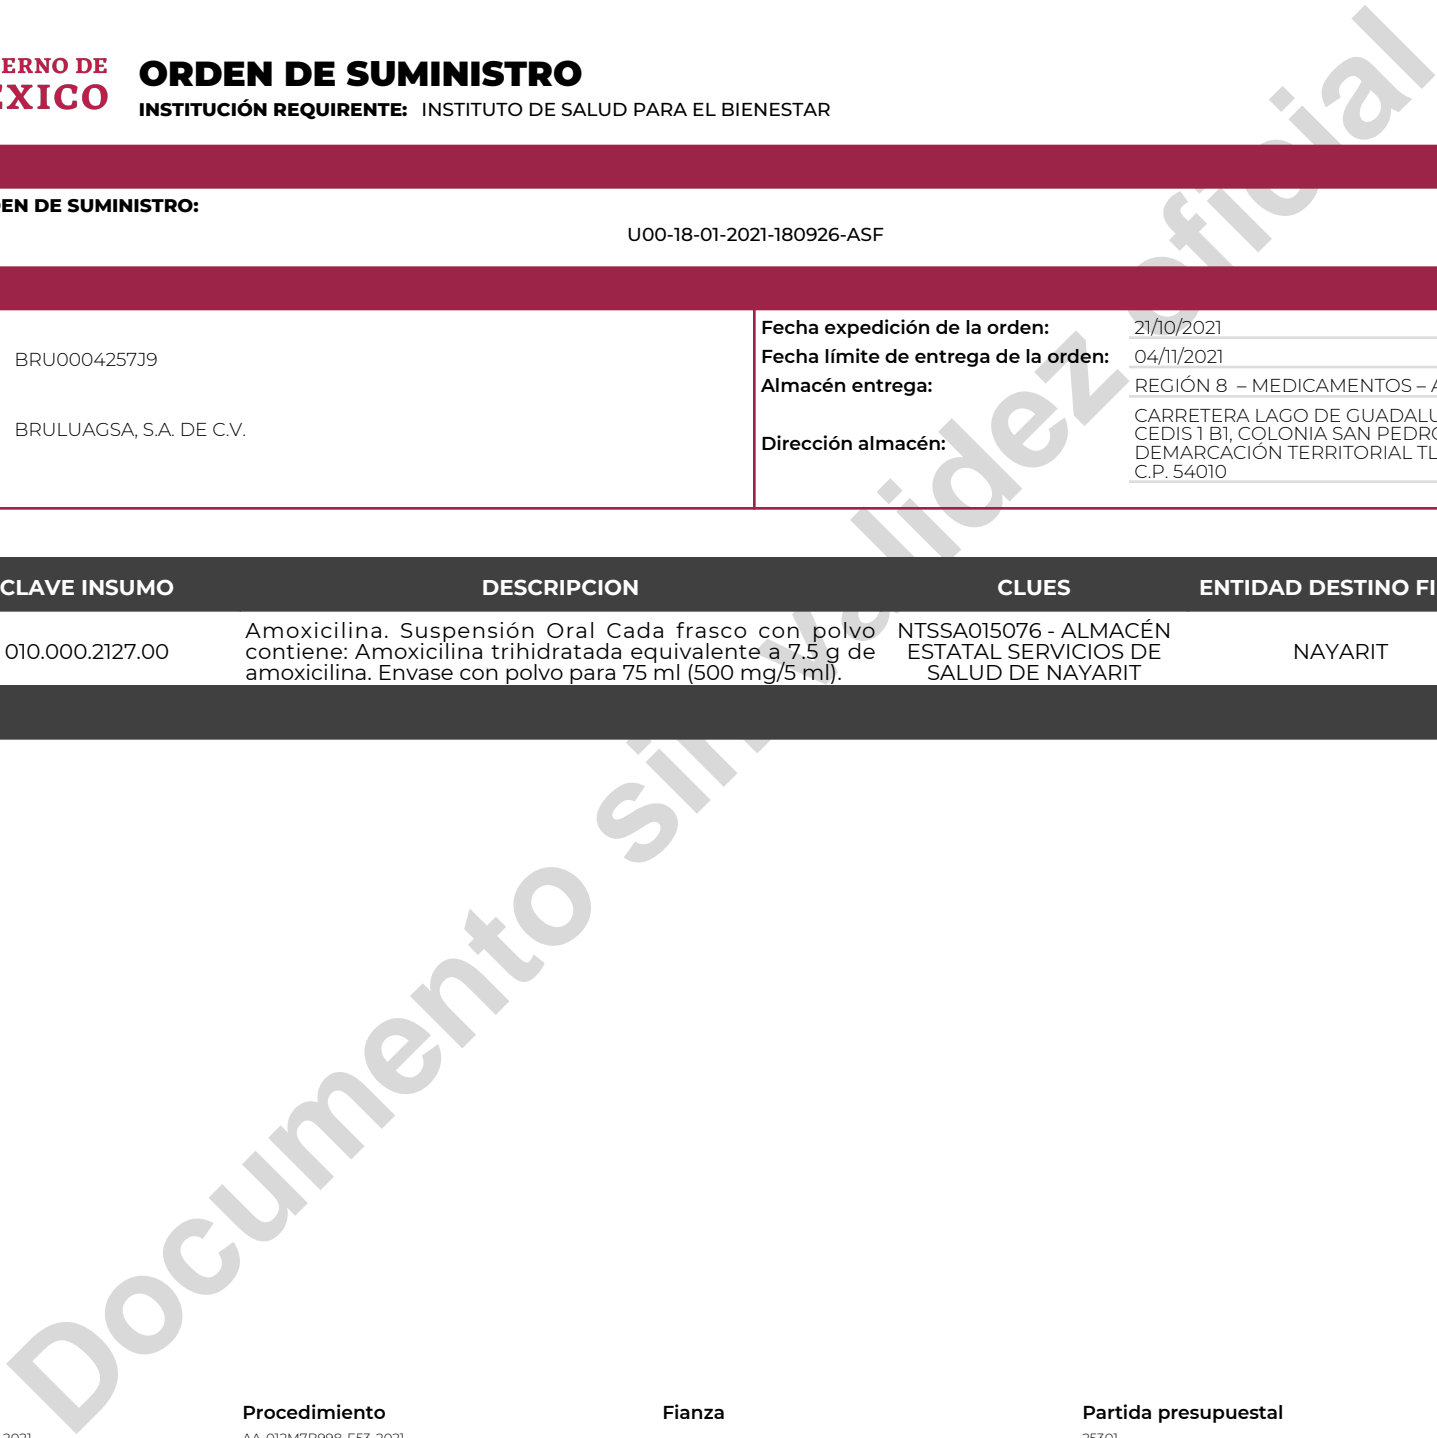 ERNO DE
ORDEN DE SUMINISTRO
XICO
INSTITUCIÓN REQUIRENTE: INSTITUTO DE SALUD PARA EL BIENESTAR
EN DE SUMINISTRO:
U00-18-01-2021-180926-ASF
BRU0004257J9
BRULUAGSA, S.A. DE C.V.
Fecha expedición de la orden: 21/10/2021
Fecha límite de entrega de la orden: 04/11/2021
Almacén entrega: REGIÓN 8 – MEDICAMENTOS – A
Dirección almacén:
CARRETERA LAGO DE GUADALU
CEDIS 1 B1, COLONIA SAN PEDRO
DEMARCACIÓN TERRITORIAL TL
C.P. 54010
CLAVE INSUMO DESCRIPCION CLUES ENTIDAD DESTINO FI
010.000.2127.00
Amoxicilina. Suspensión Oral Cada frasco con polvo
contiene: Amoxicilina trihidratada equivalente a 7.5 g de
amoxicilina. Envase con polvo para 75 ml (500 mg/5 ml).
NTSSA015076 - ALMACÉN
ESTATAL SERVICIOS DE
SALUD DE NAYARIT
NAYARIT
Documento sin validez oficial
Procedimiento Fianza Partida presupuestal
2021 AA-012M7B998-E53-2021 25301